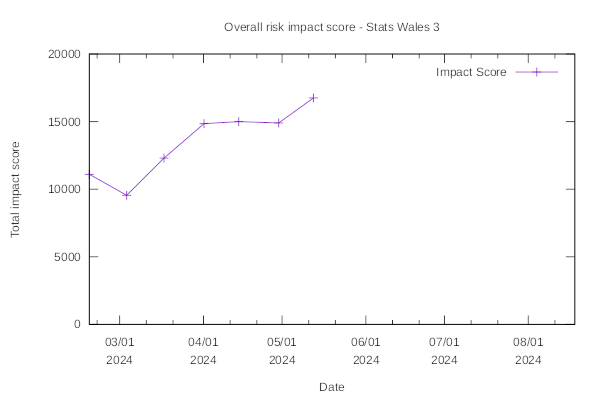 Overall risk impact score - Stats Wales 3
20000
Impact Score
15000
10000
5000
0
Total impact score
03/01 04/01 05/01 06/01 07/01 08/01
2024 2024 2024 2024 2024 2024
Date